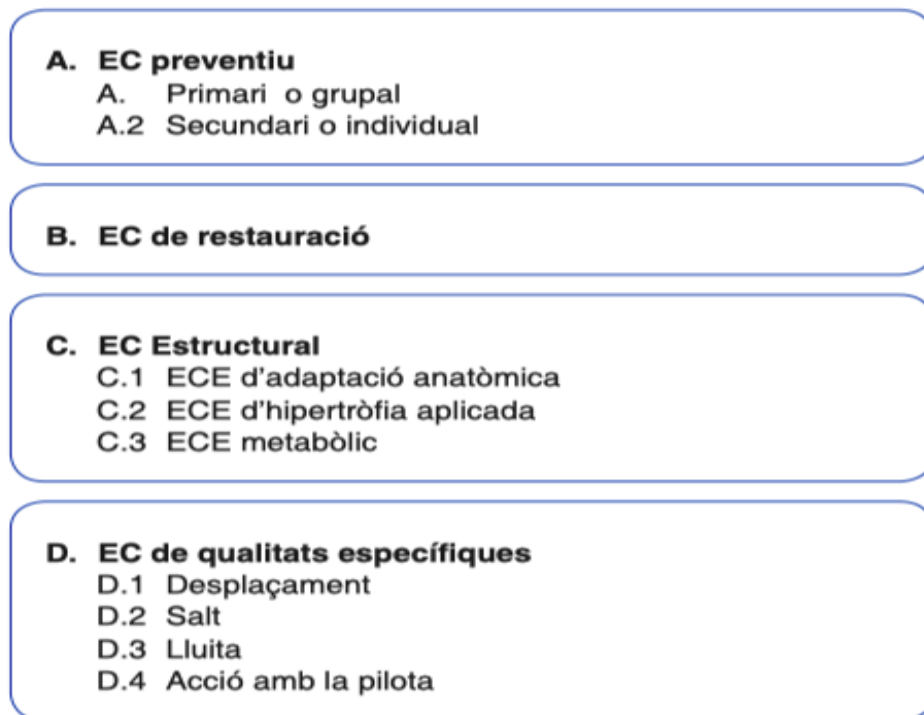 A. EC preventiu
A. Primari o grupal
A.2 Secundari o individual
B. EC de restauració
C. EC Estructural
C.1 ECE d'adaptació anatòmica
C.2 ECE d'hipertròfia aplicada
C.3 ECE metabòlic
D. EC de qualitats específiques
D.1 Desplaçament
D.2 Salt
D.3 Lluita
D.4 Acció amb la pilota